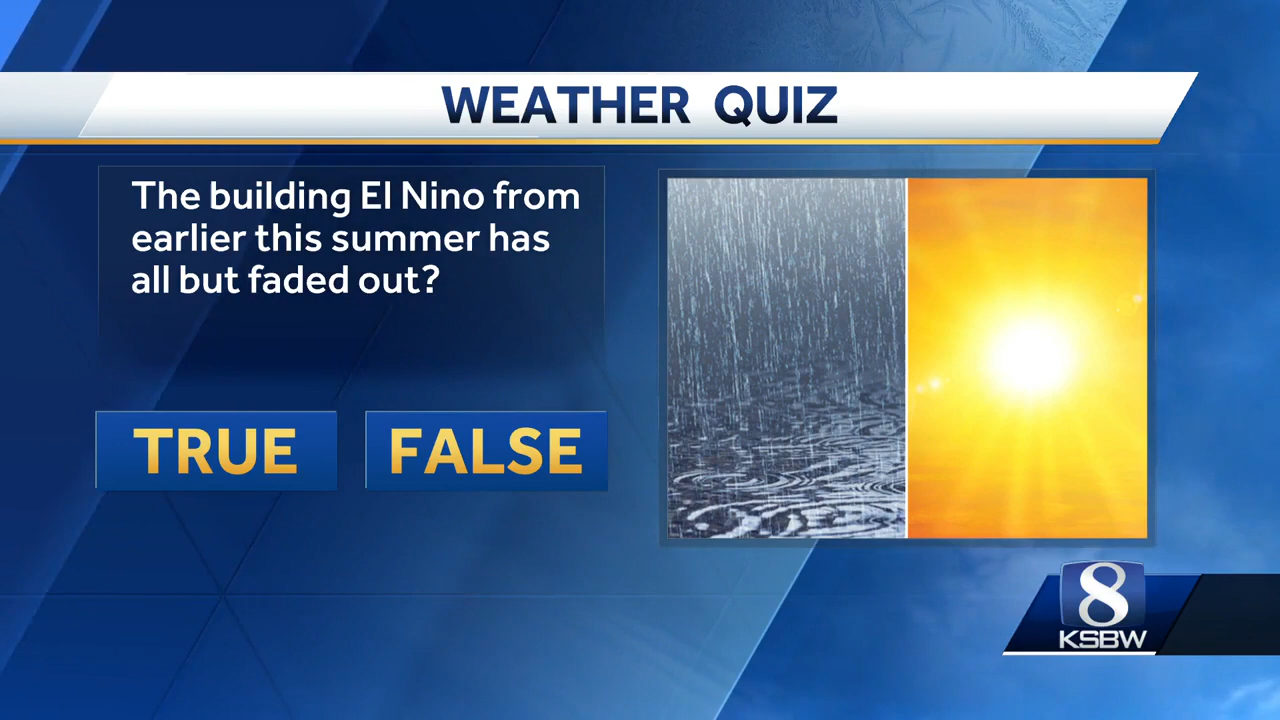 WEATHER QUIZ
The building El Nino from
earlier this summer has
all but faded out?
TRUE
FALSE
8
KSBW